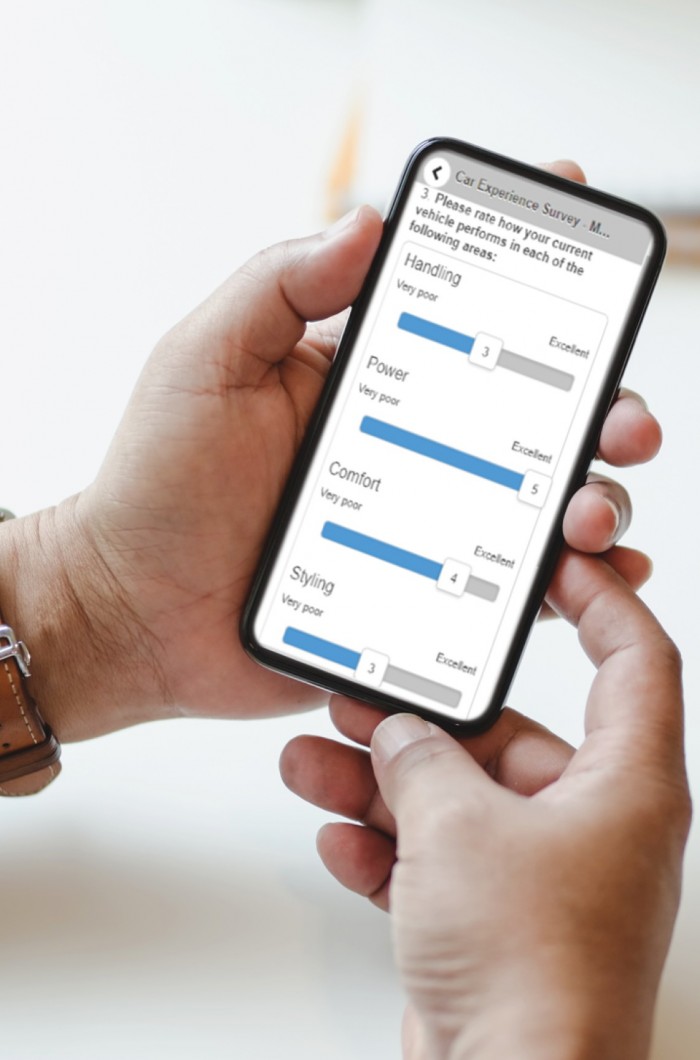 Car Experience Survey - M...
3. Please rate how your current
vehicle performs in each of the
following areas:
Handling
Very poor
Excellent
3
Power
Very poor
Excellent
5
Comfort
Very poor
Excellent
4
Styling
Very poor
Excellent
3